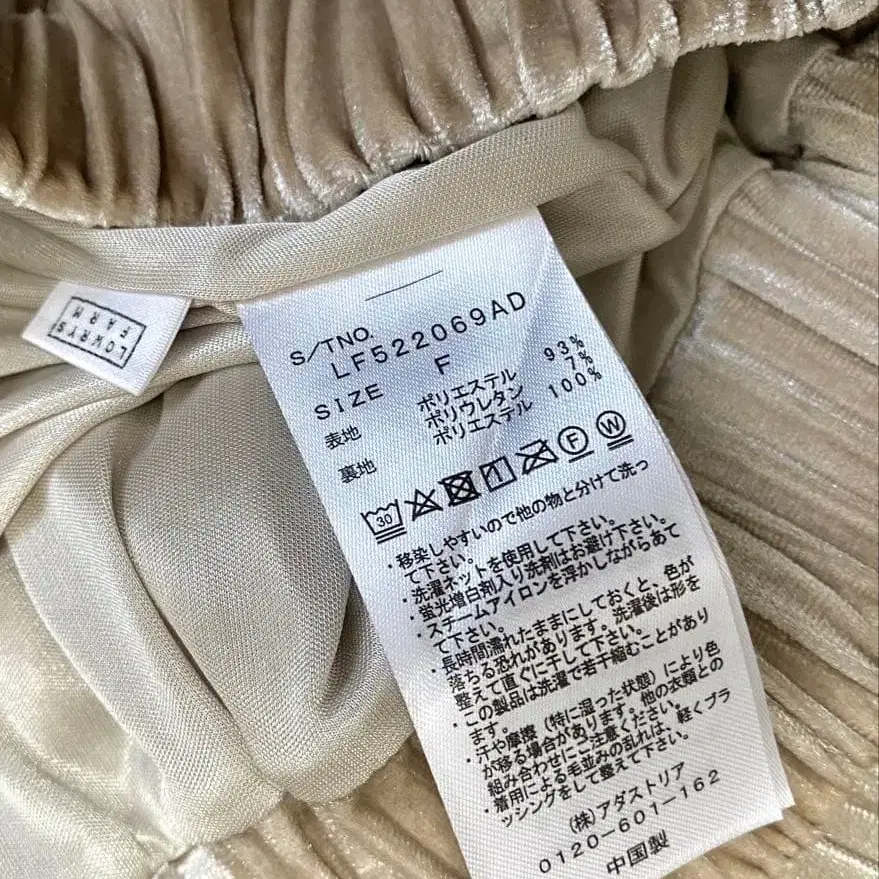 LOWRYS
FARM
S/TNO.
LF522069AD
SIZE F
表地 ポリエステル 93%
ポリウレタン 7%
裏地 ポリエステル 100%
30 F W
・移染しやすいので他の物と分けて洗っ
て下さい。
・洗濯ネットを使用して下さい。
・蛍光増白剤入り洗剤はお避け下さい。
・スチームアイロンを浮かしながらあて
て下さい。
・長時間濡れたままにしておくと、色が
落ちる恐れがあります。洗濯後は形を
整えて直ぐに干して下さい。
・この製品は洗濯で若干縮むことがあり
ます。
・汗や摩擦（特に湿った状態）により色
が移る場合があります。他の衣類との
組み合わせにご注意ください。
・着用による毛並みの乱れは、軽くブラ
ッシングをして整えて下さい。
(株)アダストリア
0120-601-162
中国製